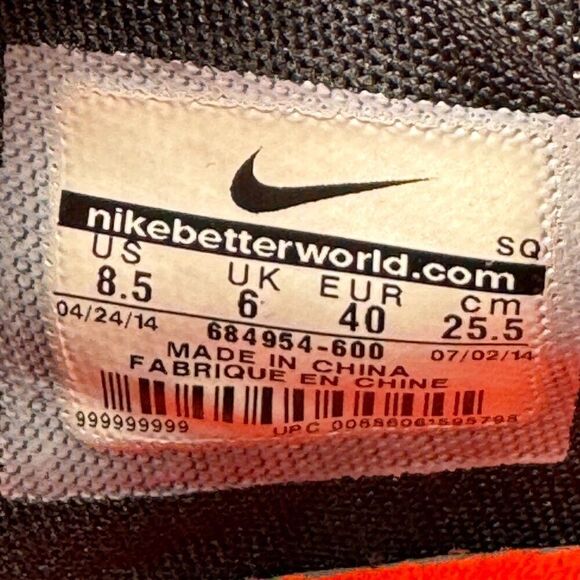 SQ
nikebetterworld.com
US UK EUR cm
8.5 6 40 25.5
04/24/14 684954-600 07/02/14
MADE IN CHINA
FABRIQUE EN CHINE
999999999 UPC